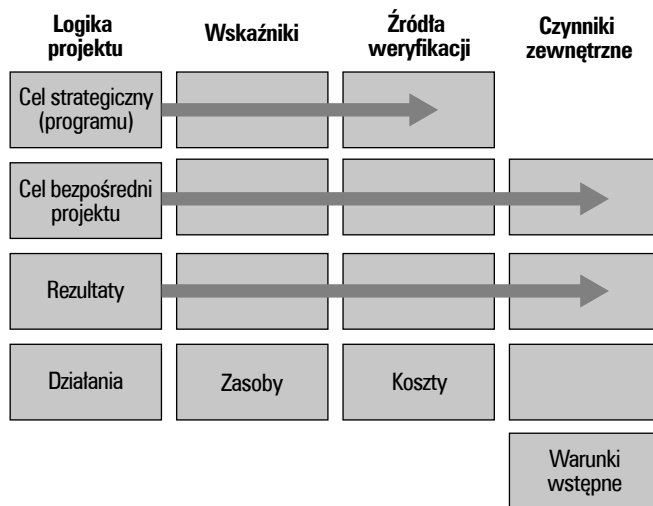 Logika
projektu
Wskaźniki
Źródła
weryfikacji
Czynniki
zewnętrzne
Cel strategiczny
(programu)
Cel bezpośredni
projektu
Rezultaty
Działania
Zasoby
Koszty
Warunki
wstępne